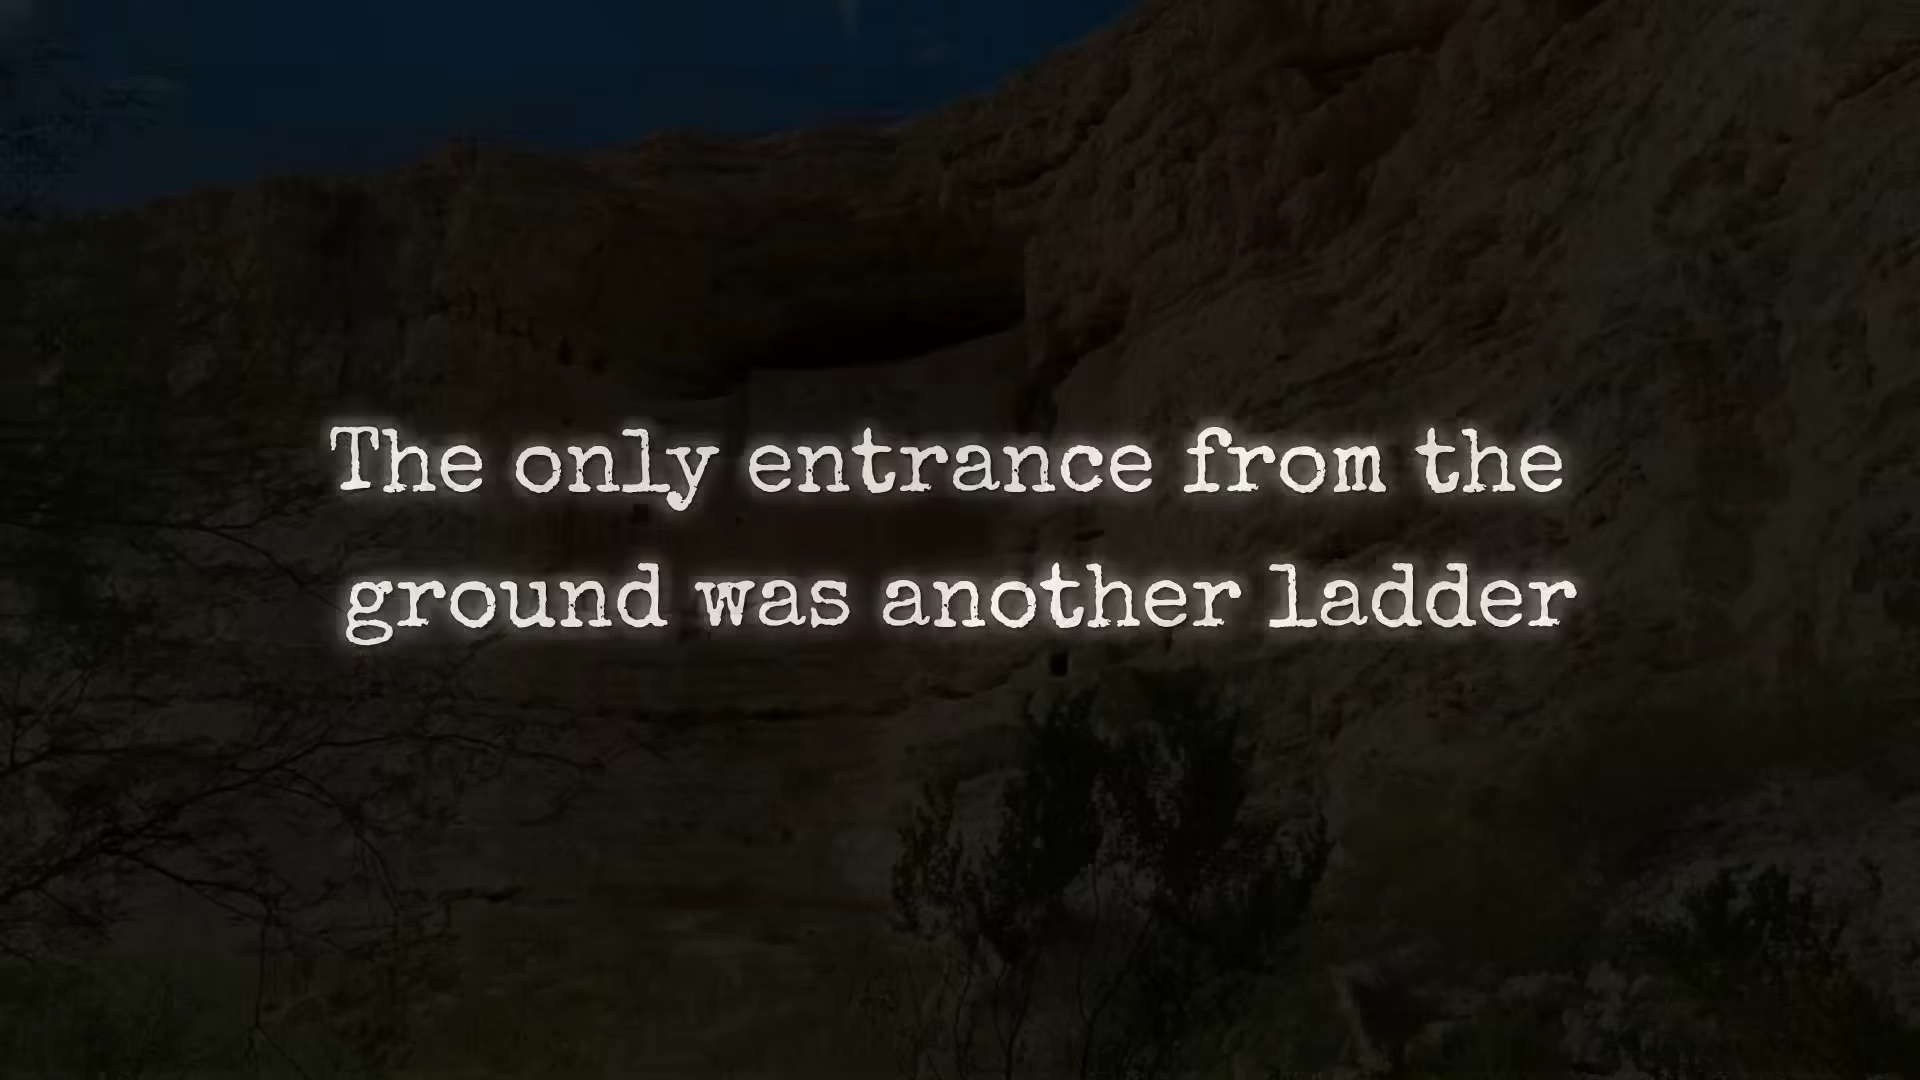 The only entrance from the
ground was another ladder